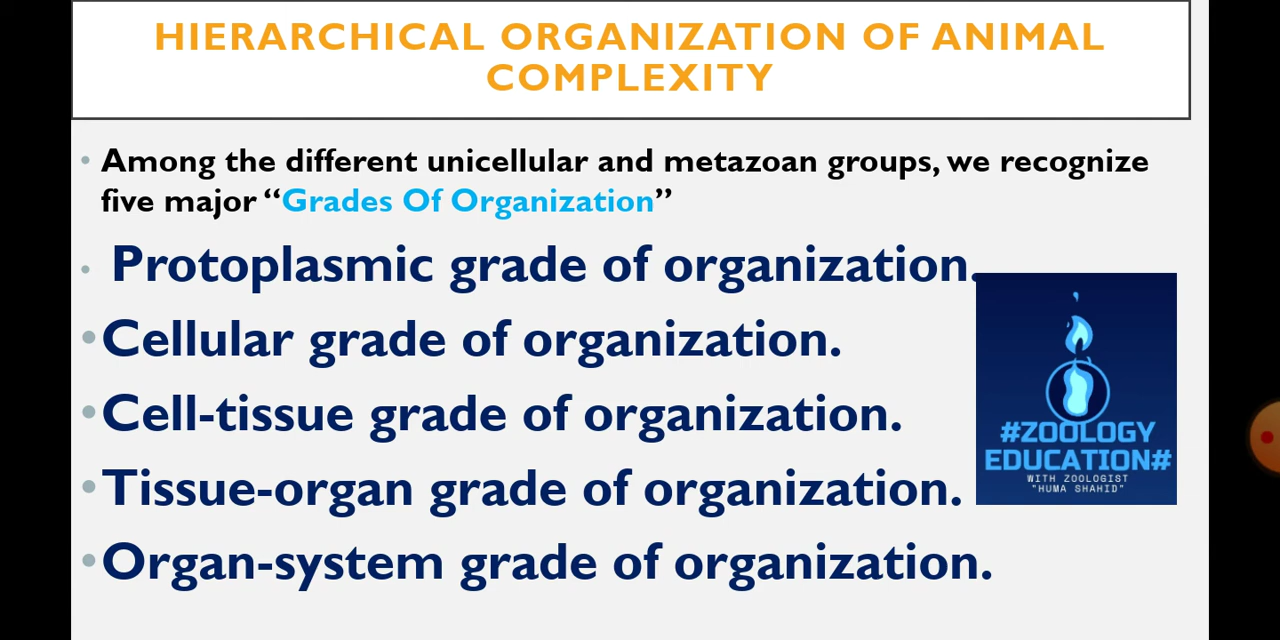 HIERARCHICAL ORGANIZATION OF ANIMAL
COMPLEXITY
• Among the different unicellular and metazoan groups, we recognize
five major “Grades Of Organization”
• Protoplasmic grade of organization.
• Cellular grade of organization.
• Cell-tissue grade of organization.
• Tissue-organ grade of organization.
• Organ-system grade of organization.
#ZOOLOGY
EDUCATION#
WITH ZOOLOGIST
"HUMA SHAHID"